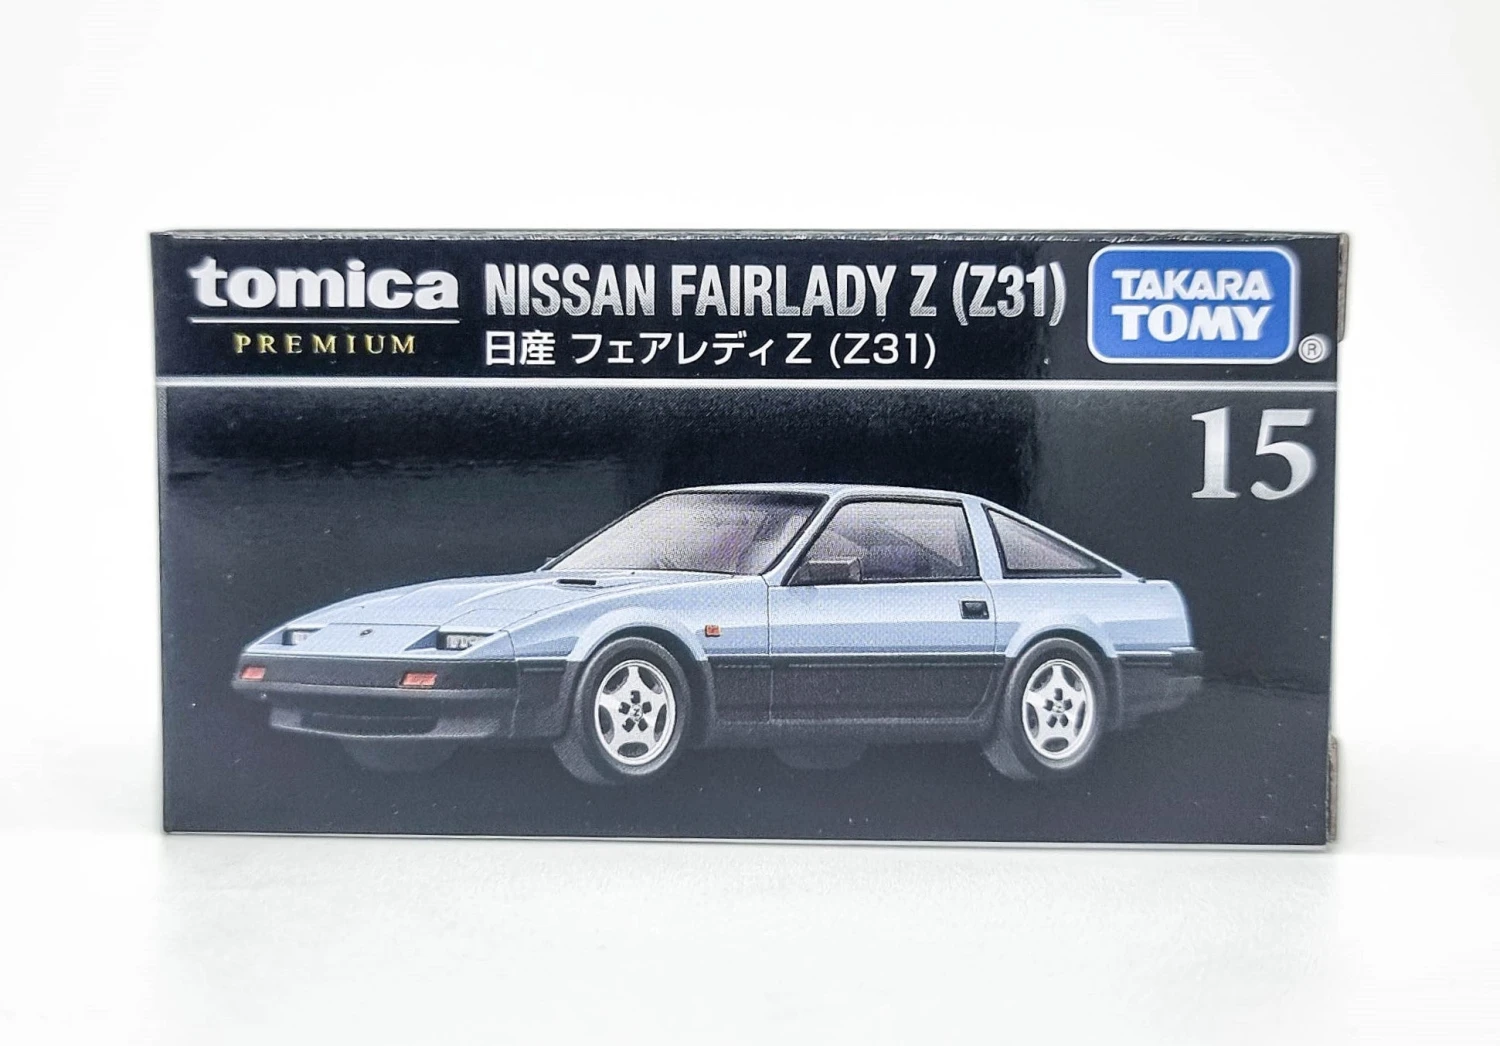 tomica
PREMIUM
NISSAN FAIRLADY Z (Z31)
日産 フェアレディZ (Z31)
TAKARA
TOMY
®
15